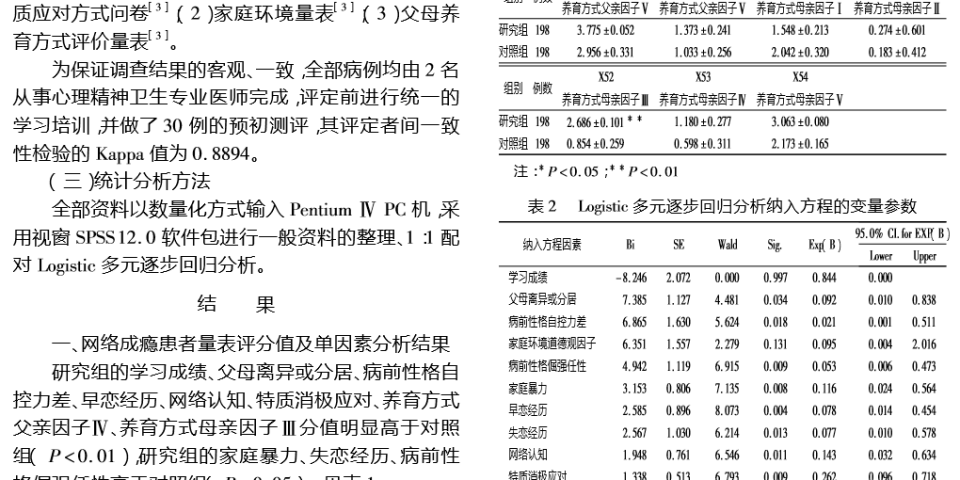 质应对方式问卷[3];(2)家庭环境量表[3];(3)父母养
育方式评价量表[3]。
为保证调查结果的客观、一致,全部病例均由2名
从事心理精神卫生专业医师完成,评定前进行统一的
学习培训,并做了30例的预初测评,其评定者间一致
性检验的Kappa值为0.8894。
(三)统计分析方法
全部资料以数量化方式输入Pentium Ⅳ PC机,采
用视窗SPSS12.0软件包进行一般资料的整理、1:1配
对Logistic多元逐步回归分析。
结 果
一、网络成瘾患者量表评分值及单因素分析结果
研究组的学习成绩、父母离异或分居、病前性格自
控力差、早恋经历、网络认知、特质消极应对、养育方式
父亲因子Ⅳ、养育方式母亲因子Ⅲ分值明显高于对照
组(P<0.01),研究组的家庭暴力、失恋经历、病前性
养育方式父亲因子Ⅴ 养育方式父亲因子Ⅴ 养育方式母亲因子Ⅰ 养育方式母亲因子Ⅱ
研究组 198 3.775±0.052 1.373±0.241 1.548±0.213 0.274±0.601
对照组 198 2.956±0.331 1.033±0.256 2.042±0.320 0.183±0.412
组别 例数 X52 X53 X54
养育方式母亲因子Ⅲ 养育方式父亲因子Ⅳ 养育方式母亲因子Ⅴ
研究组 198 2.686±0.101** 1.180±0.277 3.063±0.080
对照组 198 0.854±0.259 0.598±0.311 2.173±0.165
注:*P<0.05;**P<0.01
表2 Logistic多元逐步回归分析纳入方程的变量参数
纳入方程因素 Bi SE Wald Sig. Exp(B) 95.0% CI.for EXP(B)
Lower Upper
学习成绩 -8.246 2.072 0.000 0.997 0.844 0.000
父母离异或分居 7.385 1.127 4.481 0.034 0.092 0.010 0.838
病前性格自控力差 6.865 1.630 5.624 0.018 0.021 0.001 0.511
家庭环境道德观因子 6.351 1.557 2.279 0.131 0.095 0.004 2.016
病前性格倔强任性 4.942 1.119 6.915 0.009 0.053 0.006 0.473
家庭暴力 3.153 0.806 7.135 0.008 0.116 0.024 0.564
早恋经历 2.585 0.896 8.073 0.004 0.078 0.014 0.454
失恋经历 2.567 1.030 6.214 0.013 0.077 0.010 0.578
网络认知 1.948 0.761 6.546 0.011 0.143 0.032 0.634
特质消极应对 1.338 0.513 6.793 0.009 0.262 0.096 0.718